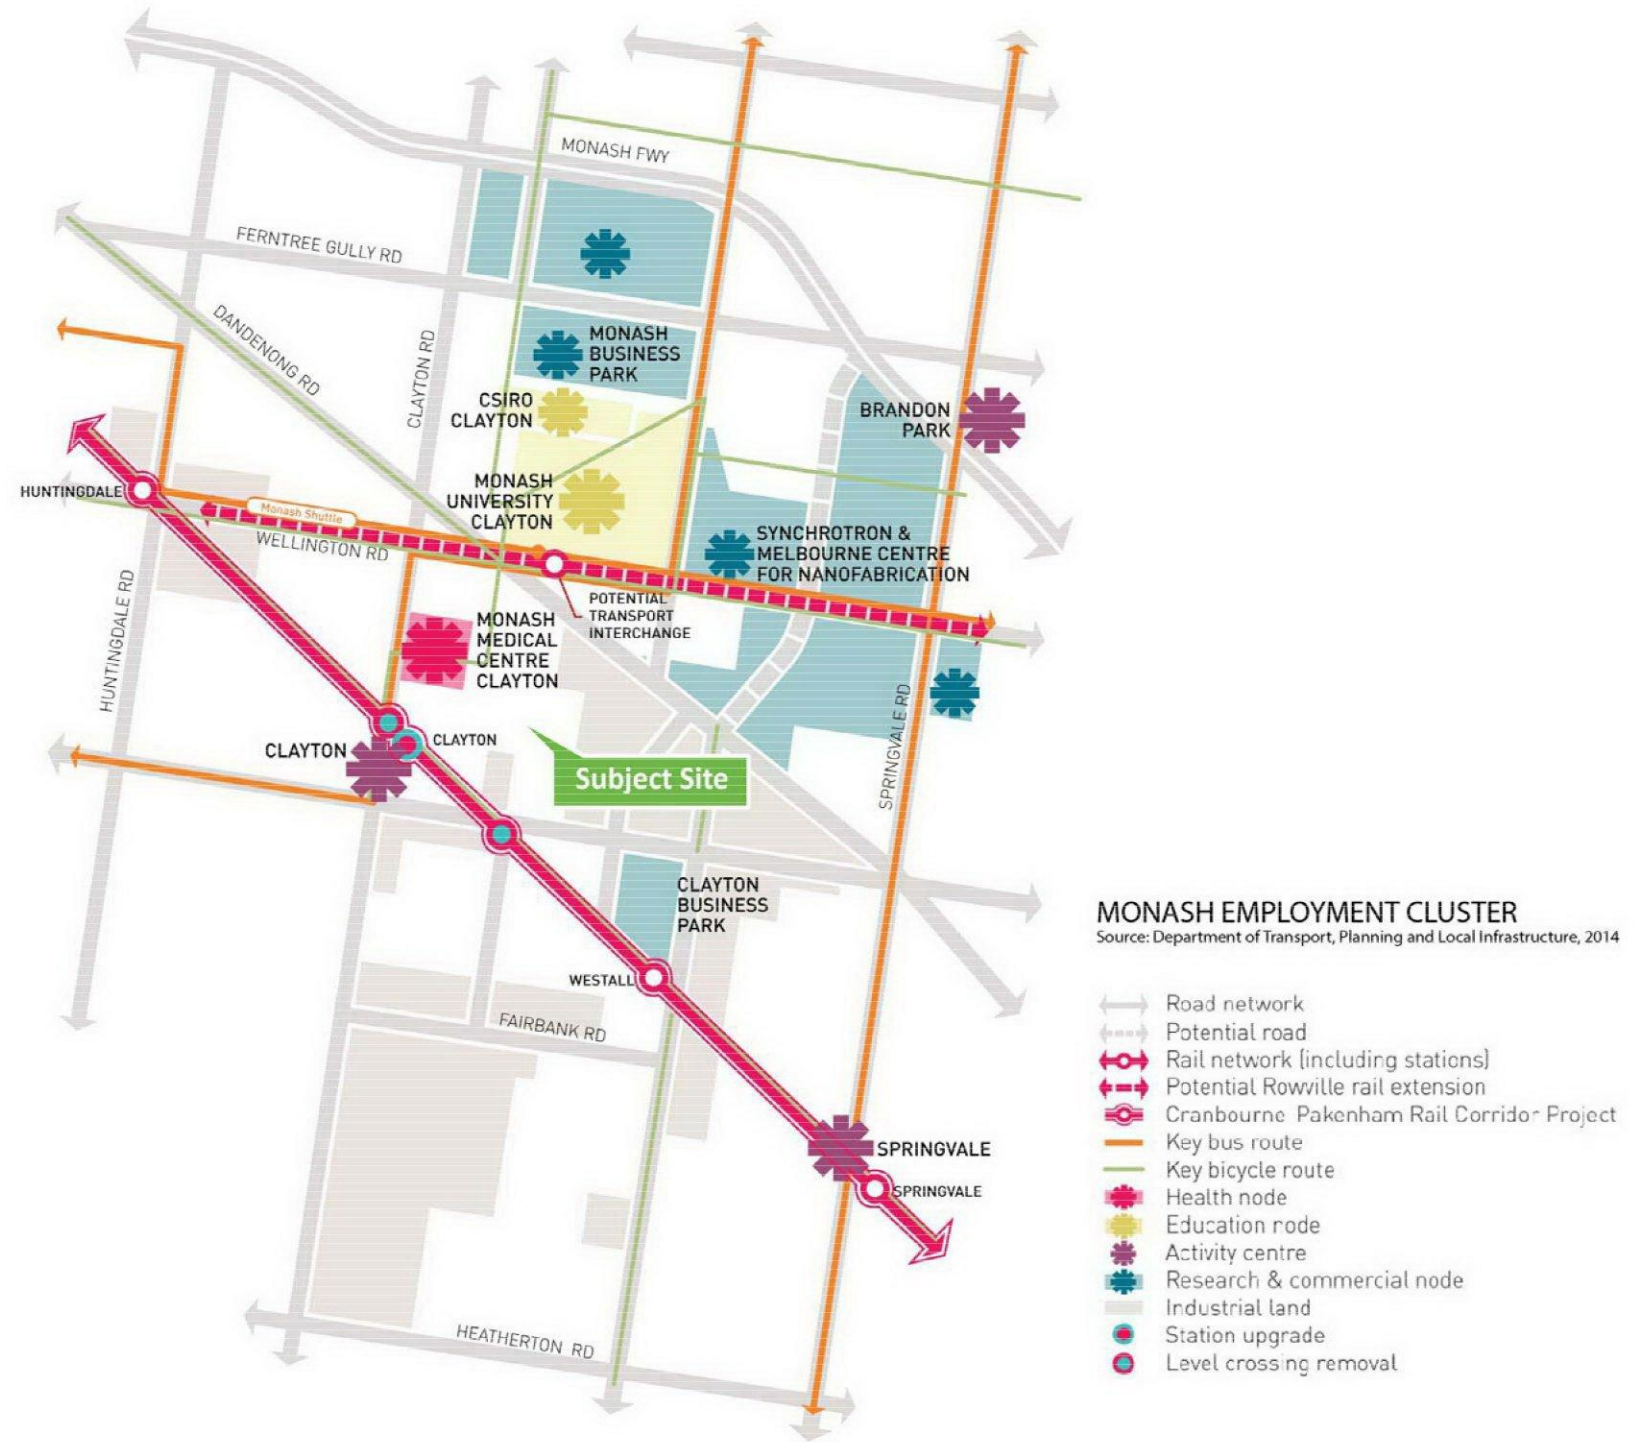 MONASH FWY
FERNTREE GULLY RD
DANDENONG RD
CLAYTON RD
MONASH
BUSINESS
PARK
CSIRO
CLAYTON
BRANDON
PARK
MONASH
UNIVERSITY
CLAYTON
HUNTINGDALE
Monash Shuttle
WELLINGTON RD
SYNCHROTRON &
MELBOURNE CENTRE
FOR NANOFABRICATION
POTENTIAL
TRANSPORT
INTERCHANGE
HUNTINGDALE RD
MONASH
MEDICAL
CENTRE
CLAYTON
SPRINGVALE RD
CLAYTON
CLAYTON
Subject Site
CLAYTON
BUSINESS
PARK
WESTALL
FAIRBANK RD
SPRINGVALE
SPRINGVALE
HEATHERTON RD
MONASH EMPLOYMENT CLUSTER
Source: Department of Transport, Planning and Local Infrastructure, 2014
Road network
Potential road
Rail network (including stations)
Potential Rowville rail extension
Cranbourne Pakenham Rail Corridor Project
Key bus route
Key bicycle route
Health node
Education node
Activity centre
Research & commercial node
Industrial land
Station upgrade
Level crossing removal